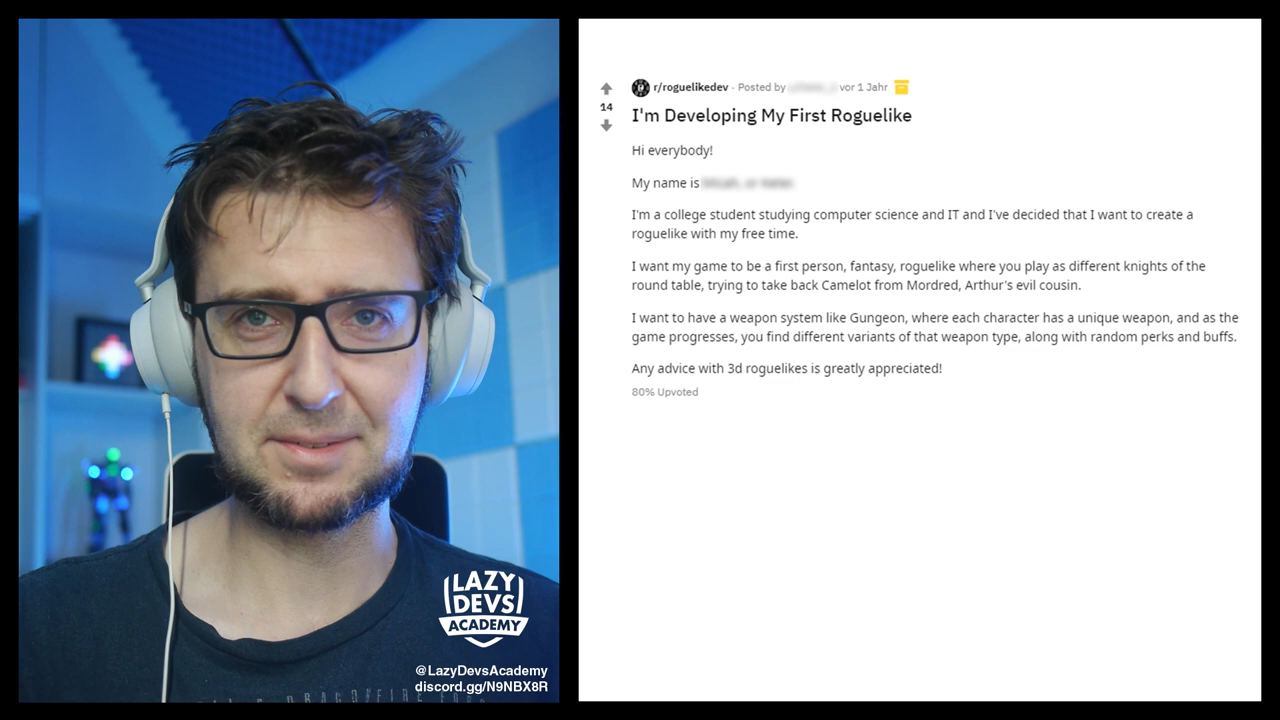 LAZY
DEVS
ACADEMY
@LazyDevsAcademy
discord.gg/N9NBX8R
r/roguelikedev · Posted by vor 1 Jahr
14
I'm Developing My First Roguelike
Hi everybody!
My name is
I'm a college student studying computer science and IT and I've decided that I want to create a
roguelike with my free time.
I want my game to be a first person, fantasy, roguelike where you play as different knights of the
round table, trying to take back Camelot from Mordred, Arthur's evil cousin.
I want to have a weapon system like Gungeon, where each character has a unique weapon, and as the
game progresses, you find different variants of that weapon type, along with random perks and buffs.
Any advice with 3d roguelikes is greatly appreciated!
80% Upvoted